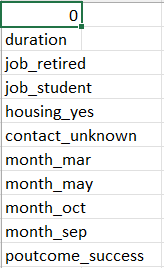 0
duration
job_retired
job_student
housing_yes
contact_unknown
month_mar
month_may
month_oct
month_sep
poutcome_success